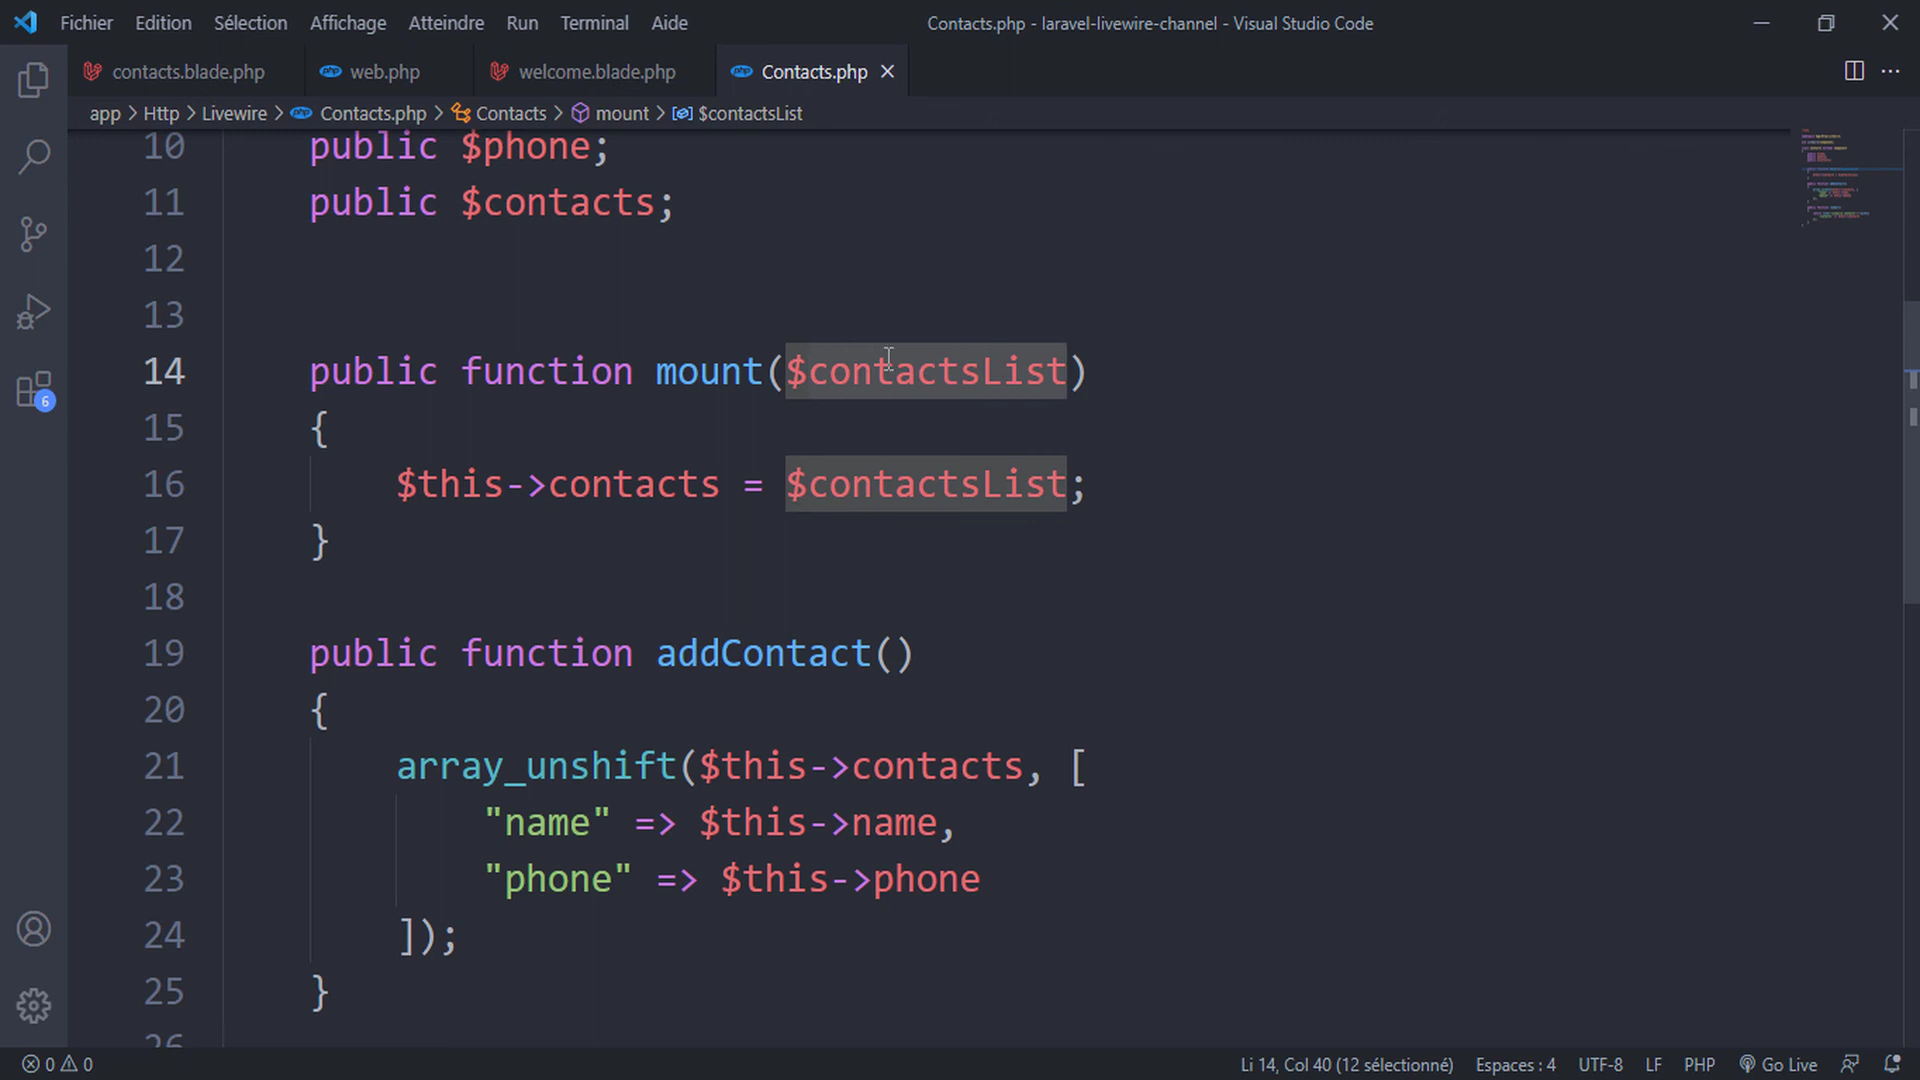 Fichier Edition Sélection Affichage Atteindre Run Terminal Aide Contacts.php - laravel-livewire-channel - Visual Studio Code
contacts.blade.php web.php welcome.blade.php Contacts.php
app > Http > Livewire > Contacts.php > Contacts > mount > $contactsList
10 public $phone;
11 public $contacts;
12
13
14 public function mount($contactsList)
15 {
16 $this->contacts = $contactsList;
17 }
18
19 public function addContact()
20 {
21 array_unshift($this->contacts, [
22 "name" => $this->name,
23 "phone" => $this->phone
24 ]);
25 }
26
6
0 0 Li 14, Col 40 (12 sélectionné) Espaces : 4 UTF-8 LF PHP Go Live